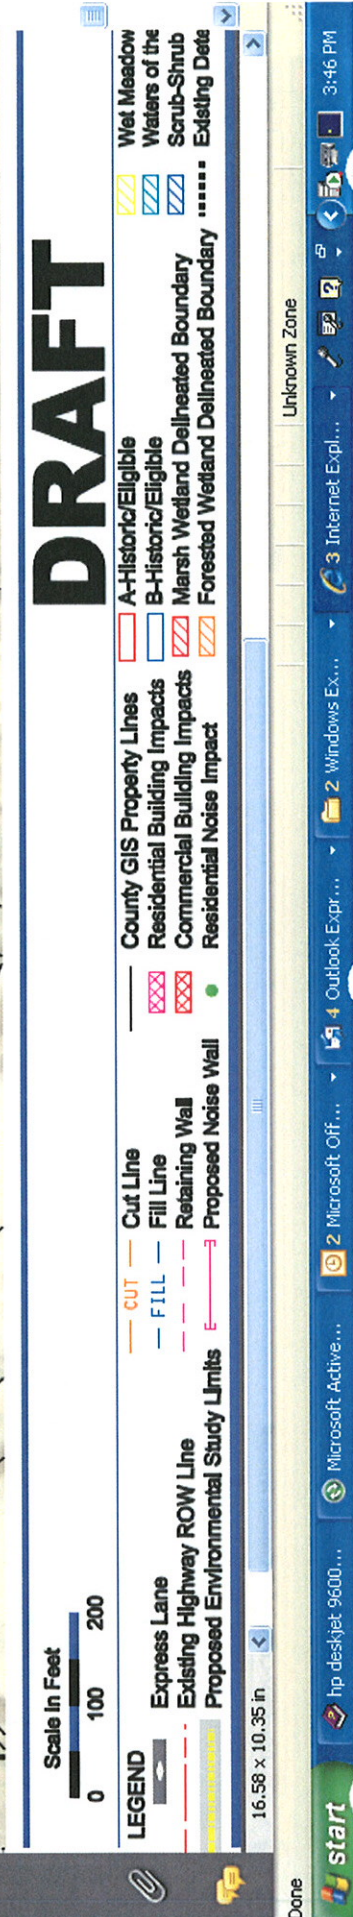 Scale in Feet
0 100 200
DRAFT
LEGEND
Express Lane
Existing Highway ROW Line
Proposed Environmental Study Limits
CUT Cut Line
FILL Fill Line
Retaining Wall
Proposed Noise Wall
County GIS Property Lines
Residential Building Impacts
Commercial Building Impacts
Residential Noise Impact
A-Historic/Eligible
B-Historic/Eligible
Marsh Wetland Delineated Boundary
Forested Wetland Delineated Boundary
Wet Meadow
Waters of the
Scrub-Shrub
Existing Dete
16.58 x 10.35 in
Done
Unknown Zone
start
hp deskjet 9600...
Microsoft Active...
2 Microsoft Off...
4 Outlook Expr...
2 Windows Ex...
3 Internet Expl...
3:46 PM